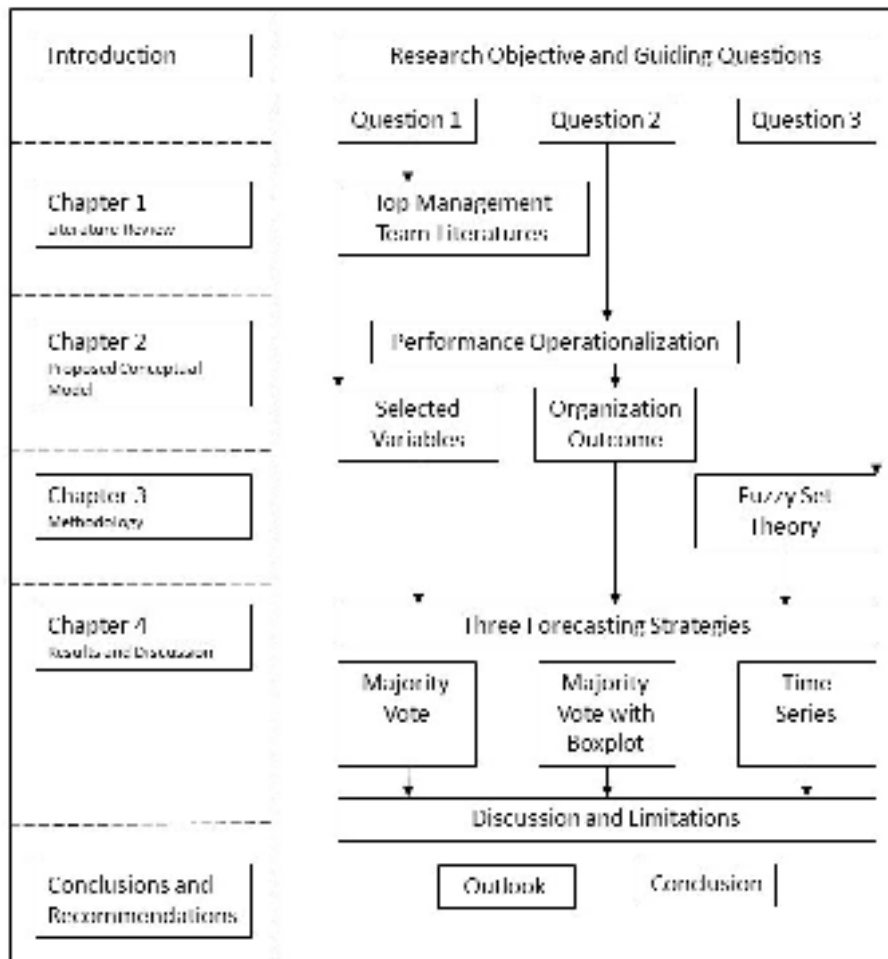 Introduction
Research Objective and Guiding Questions
Question 1
Question 2
Question 3
Chapter 1
Literature Review
Top Management
Team Literatures
Chapter 2
Proposed Conceptual
Model
Performance Operationalization
Selected
Variables
Organization
Outcome
Chapter 3
Methodology
Fuzzy Set
Theory
Chapter 4
Results and Discussion
Three Forecasting Strategies
Majority
Vote
Majority
Vote with
Boxplot
Time
Series
Discussion and Limitations
Conclusions and
Recommendations
Outlook
Conclusion